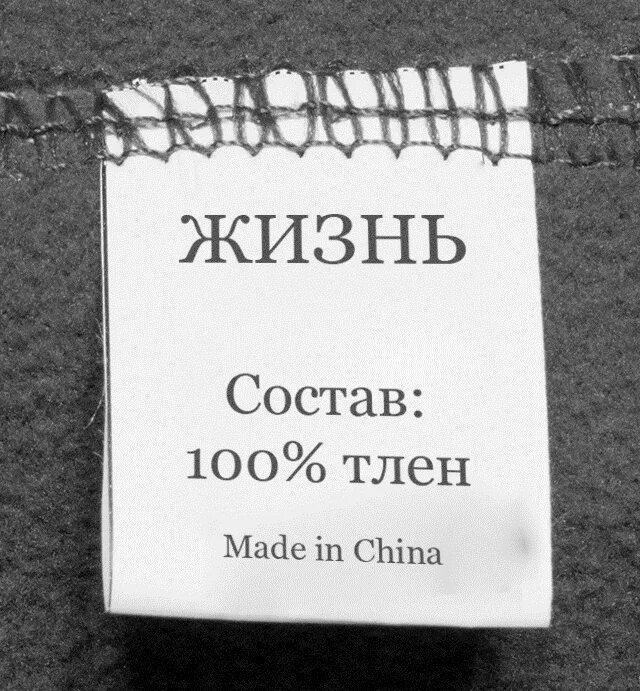 ЖИЗНЬ
Состав:
100% тлен
Made in China